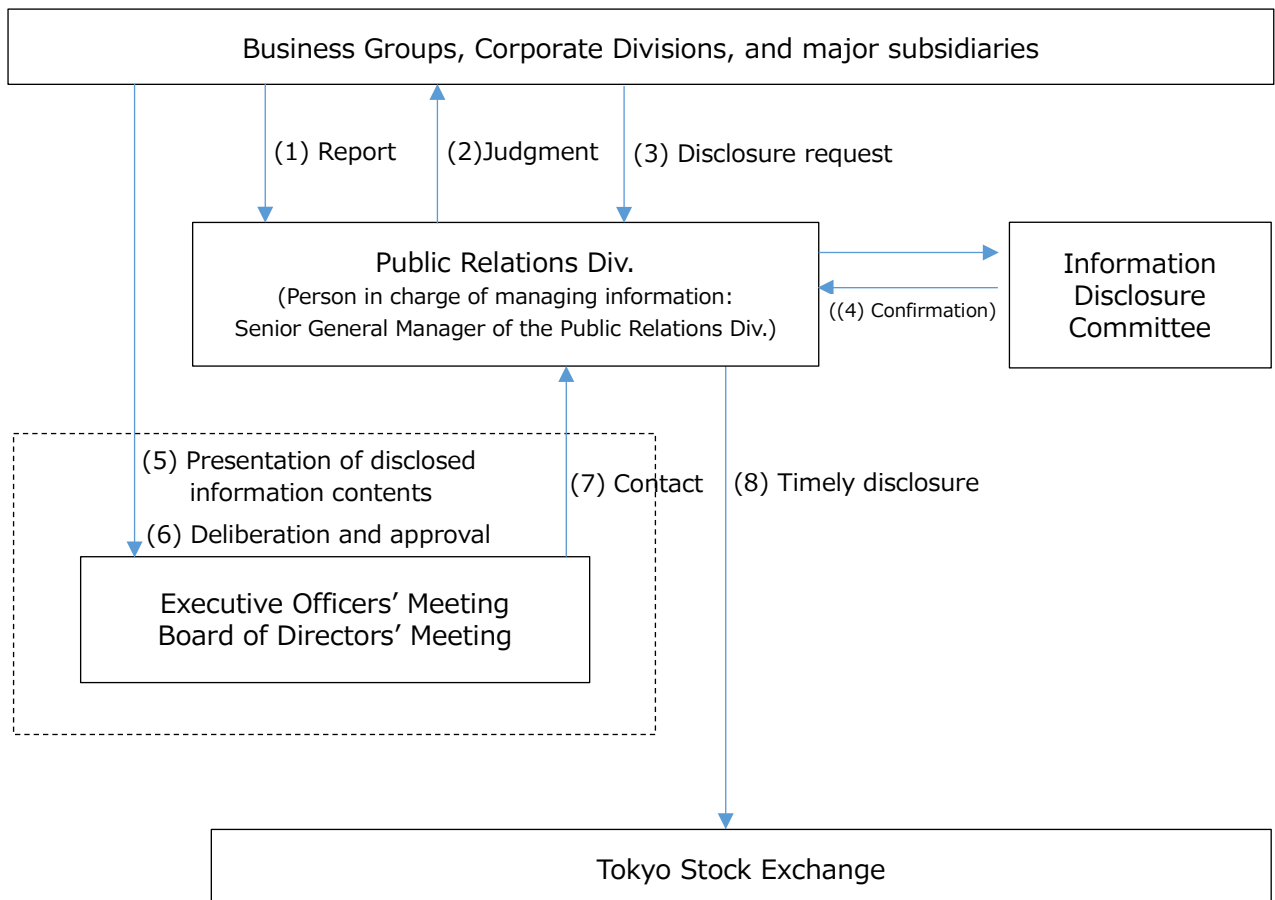 Business Groups, Corporate Divisions, and major subsidiaries
(1) Report
(2)Judgment
(3) Disclosure request
Public Relations Div.
(Person in charge of managing information:
Senior General Manager of the Public Relations Div.)
((4) Confirmation)
Information
Disclosure
Committee
(5) Presentation of disclosed
information contents
(6) Deliberation and approval
(7) Contact
(8) Timely disclosure
Executive Officers’ Meeting
Board of Directors’ Meeting
Tokyo Stock Exchange